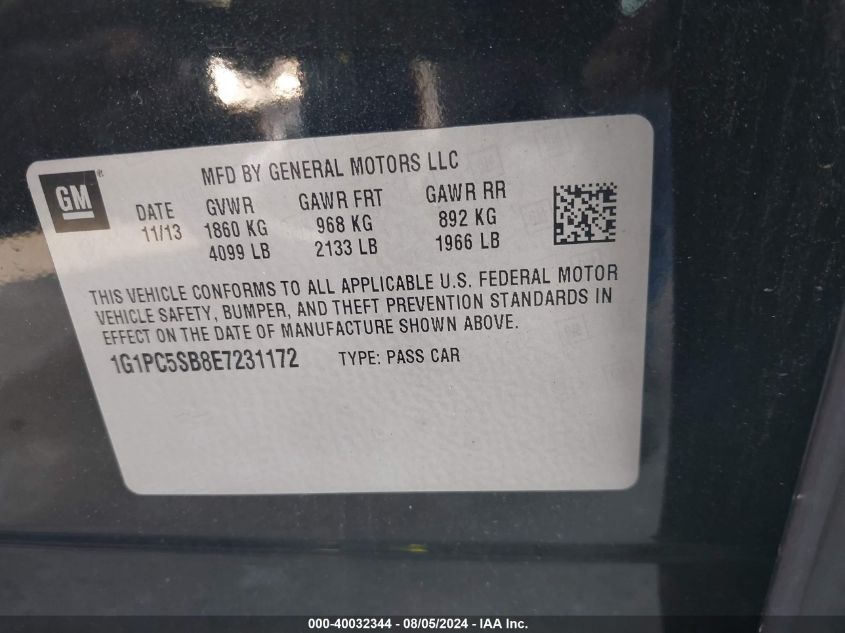 GM ®
MFD BY GENERAL MOTORS LLC
DATE GVWR GAWR FRT GAWR RR
11/13 1860 KG 968 KG 892 KG
4099 LB 2133 LB 1966 LB
THIS VEHICLE CONFORMS TO ALL APPLICABLE U.S. FEDERAL MOTOR
VEHICLE SAFETY, BUMPER, AND THEFT PREVENTION STANDARDS IN
EFFECT ON THE DATE OF MANUFACTURE SHOWN ABOVE.
1G1PC5SB8E7231172 TYPE: PASS CAR
000-40032344 - 08/05/2024 - IAA Inc.